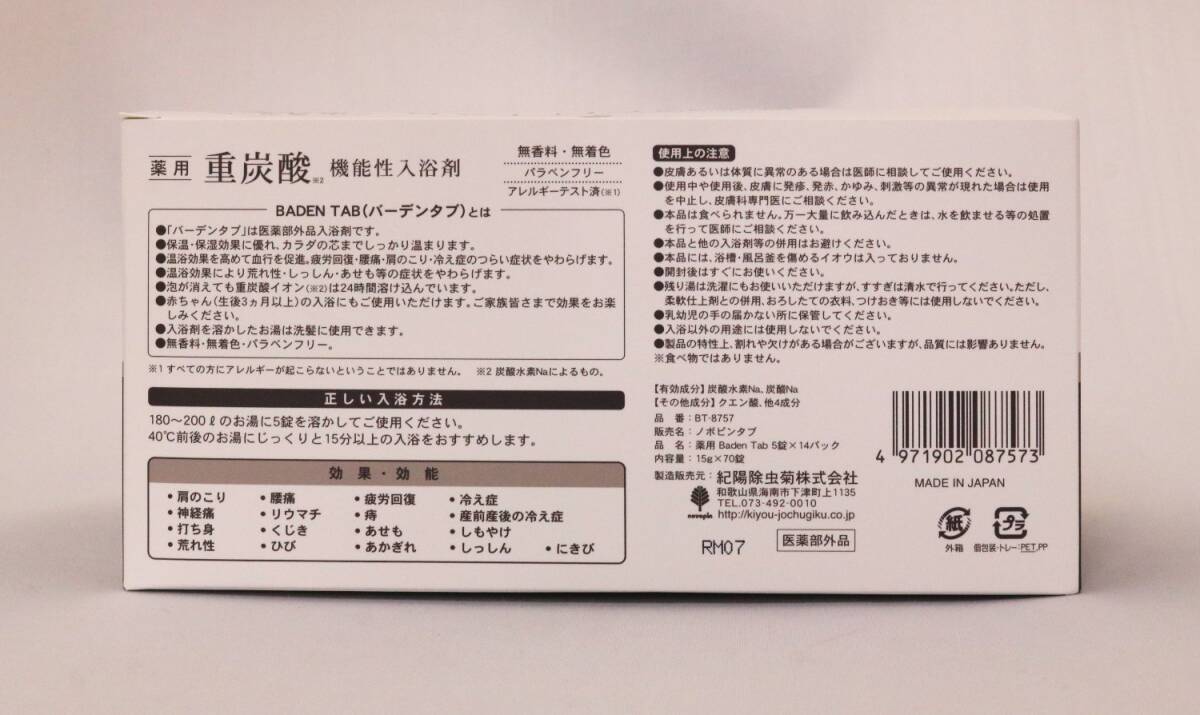 薬用 重炭酸※2 機能性入浴剤
無香料・無着色
パラベンフリー
アレルギーテスト済(※1)
BADEN TAB(バーデンタブ)とは
●「バーデンタブ」は医薬部外品入浴剤です。
●保温・保湿効果に優れ、カラダの芯までしっかり温まります。
●温浴効果を高めて血行を促進。疲労回復・腰痛・肩のこり・冷え症のつらい症状をやわらげます。
●温浴効果により荒れ性・しっしん・あせも等の症状をやわらげます。
●泡が消えても重炭酸イオン(※2)は24時間溶け込んでいます。
●赤ちゃん(生後3ヵ月以上)の入浴にもご使用いただけます。ご家族皆さまで効果をお楽
しみください。
●入浴剤を溶かしたお湯は洗髪に使用できます。
●無香料・無着色・パラベンフリー。
※1 すべての方にアレルギーが起こらないということではありません。 ※2 炭酸水素Naによるもの。
正しい入浴方法
180〜200ℓのお湯に5錠を溶かしてご使用ください。
40℃前後のお湯にじっくりと15分以上の入浴をおすすめします。
効果・効能
・肩のこり ・腰痛 ・疲労回復 ・冷え症
・神経痛 ・リウマチ ・痔 ・産前産後の冷え症
・打ち身 ・くじき ・あせも ・しもやけ
・荒れ性 ・ひび ・あかぎれ ・しっしん ・にきび
使用上の注意
●皮膚あるいは体質に異常のある場合は医師に相談してご使用ください。
●使用中や使用後、皮膚に発疹、発赤、かゆみ、刺激等の異常が現れた場合は使用
を中止し、皮膚科専門医にご相談ください。
●本品は食べられません。万一大量に飲み込んだときは、水を飲ませる等の処置
を行って医師にご相談ください。
●本品と他の入浴剤等の併用はお避けください。
●本品には、浴槽・風呂釜を傷めるイオウは入っておりません。
●開封後はすぐにお使いください。
●残り湯は洗濯にもお使いいただけますが、すすぎは清水で行ってください。ただし、
柔軟仕上剤との併用、おろしたての衣料、つけおき等には使用しないでください。
●乳幼児の手の届かない所に保管してください。
●入浴以外の用途には使用しないでください。
●製品の特性上、割れや欠けがある場合がございますが、品質には影響ありません。
※食べ物ではありません。
【有効成分】炭酸水素Na、炭酸Na
【その他成分】クエン酸、他4成分
品 番:BT-8757
販売名:ノボピンタブ
品 名:薬用 Baden Tab 5錠×14パック
内容量:15g×70錠
製造販売元:紀陽除虫菊株式会社
和歌山県海南市下津町上1135
TEL.073-492-0010
http://kiyou-jochugiku.co.jp
novopin
RM07
医薬部外品
4 971902 087573
MADE IN JAPAN
紙 プラ
外箱 個包装・トレー:PET,PP